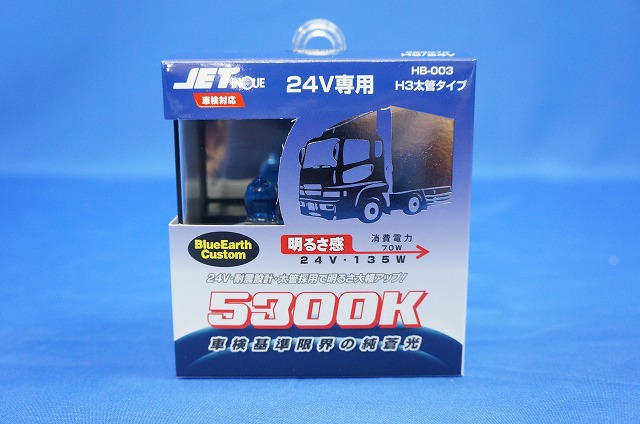 JET INOUE
車検対応
24V専用
HB-003
H3太管タイプ
BlueEarth
Custom
明るさ感
消費電力
70W
24V・135W
24V・耐震設計・太管採用で明るさ大幅アップ!
5300K
車検基準限界の純蒼光